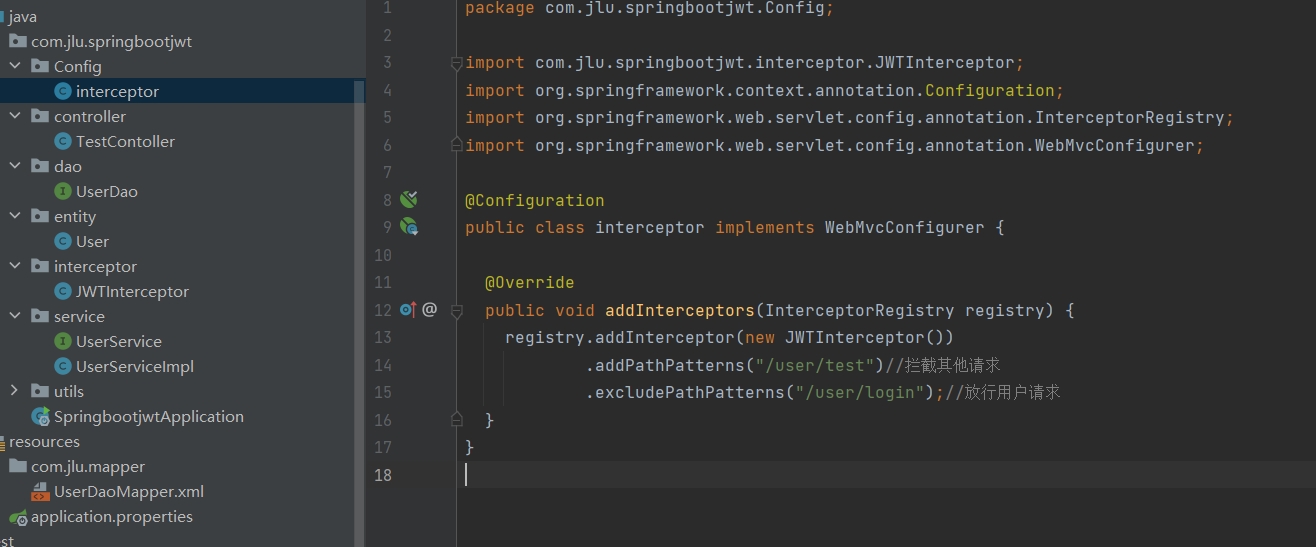 java
com.jlu.springbootjwt
Config
interceptor
controller
TestContoller
dao
UserDao
entity
User
interceptor
JWTInterceptor
service
UserService
UserServiceImpl
utils
SpringbootjwtApplication
resources
com.jlu.mapper
UserDaoMapper.xml
application.properties
st
1 package com.jlu.springbootjwt.Config;
2
3 import com.jlu.springbootjwt.interceptor.JWTInterceptor;
4 import org.springframework.context.annotation.Configuration;
5 import org.springframework.web.servlet.config.annotation.InterceptorRegistry;
6 import org.springframework.web.servlet.config.annotation.WebMvcConfigurer;
7
8 @Configuration
9 public class interceptor implements WebMvcConfigurer {
10
11 @Override
12 @ public void addInterceptors(InterceptorRegistry registry) {
13 registry.addInterceptor(new JWTInterceptor())
14 .addPathPatterns("/user/test")//拦截其他请求
15 .excludePathPatterns("/user/login");//放行用户请求
16 }
17 }
18